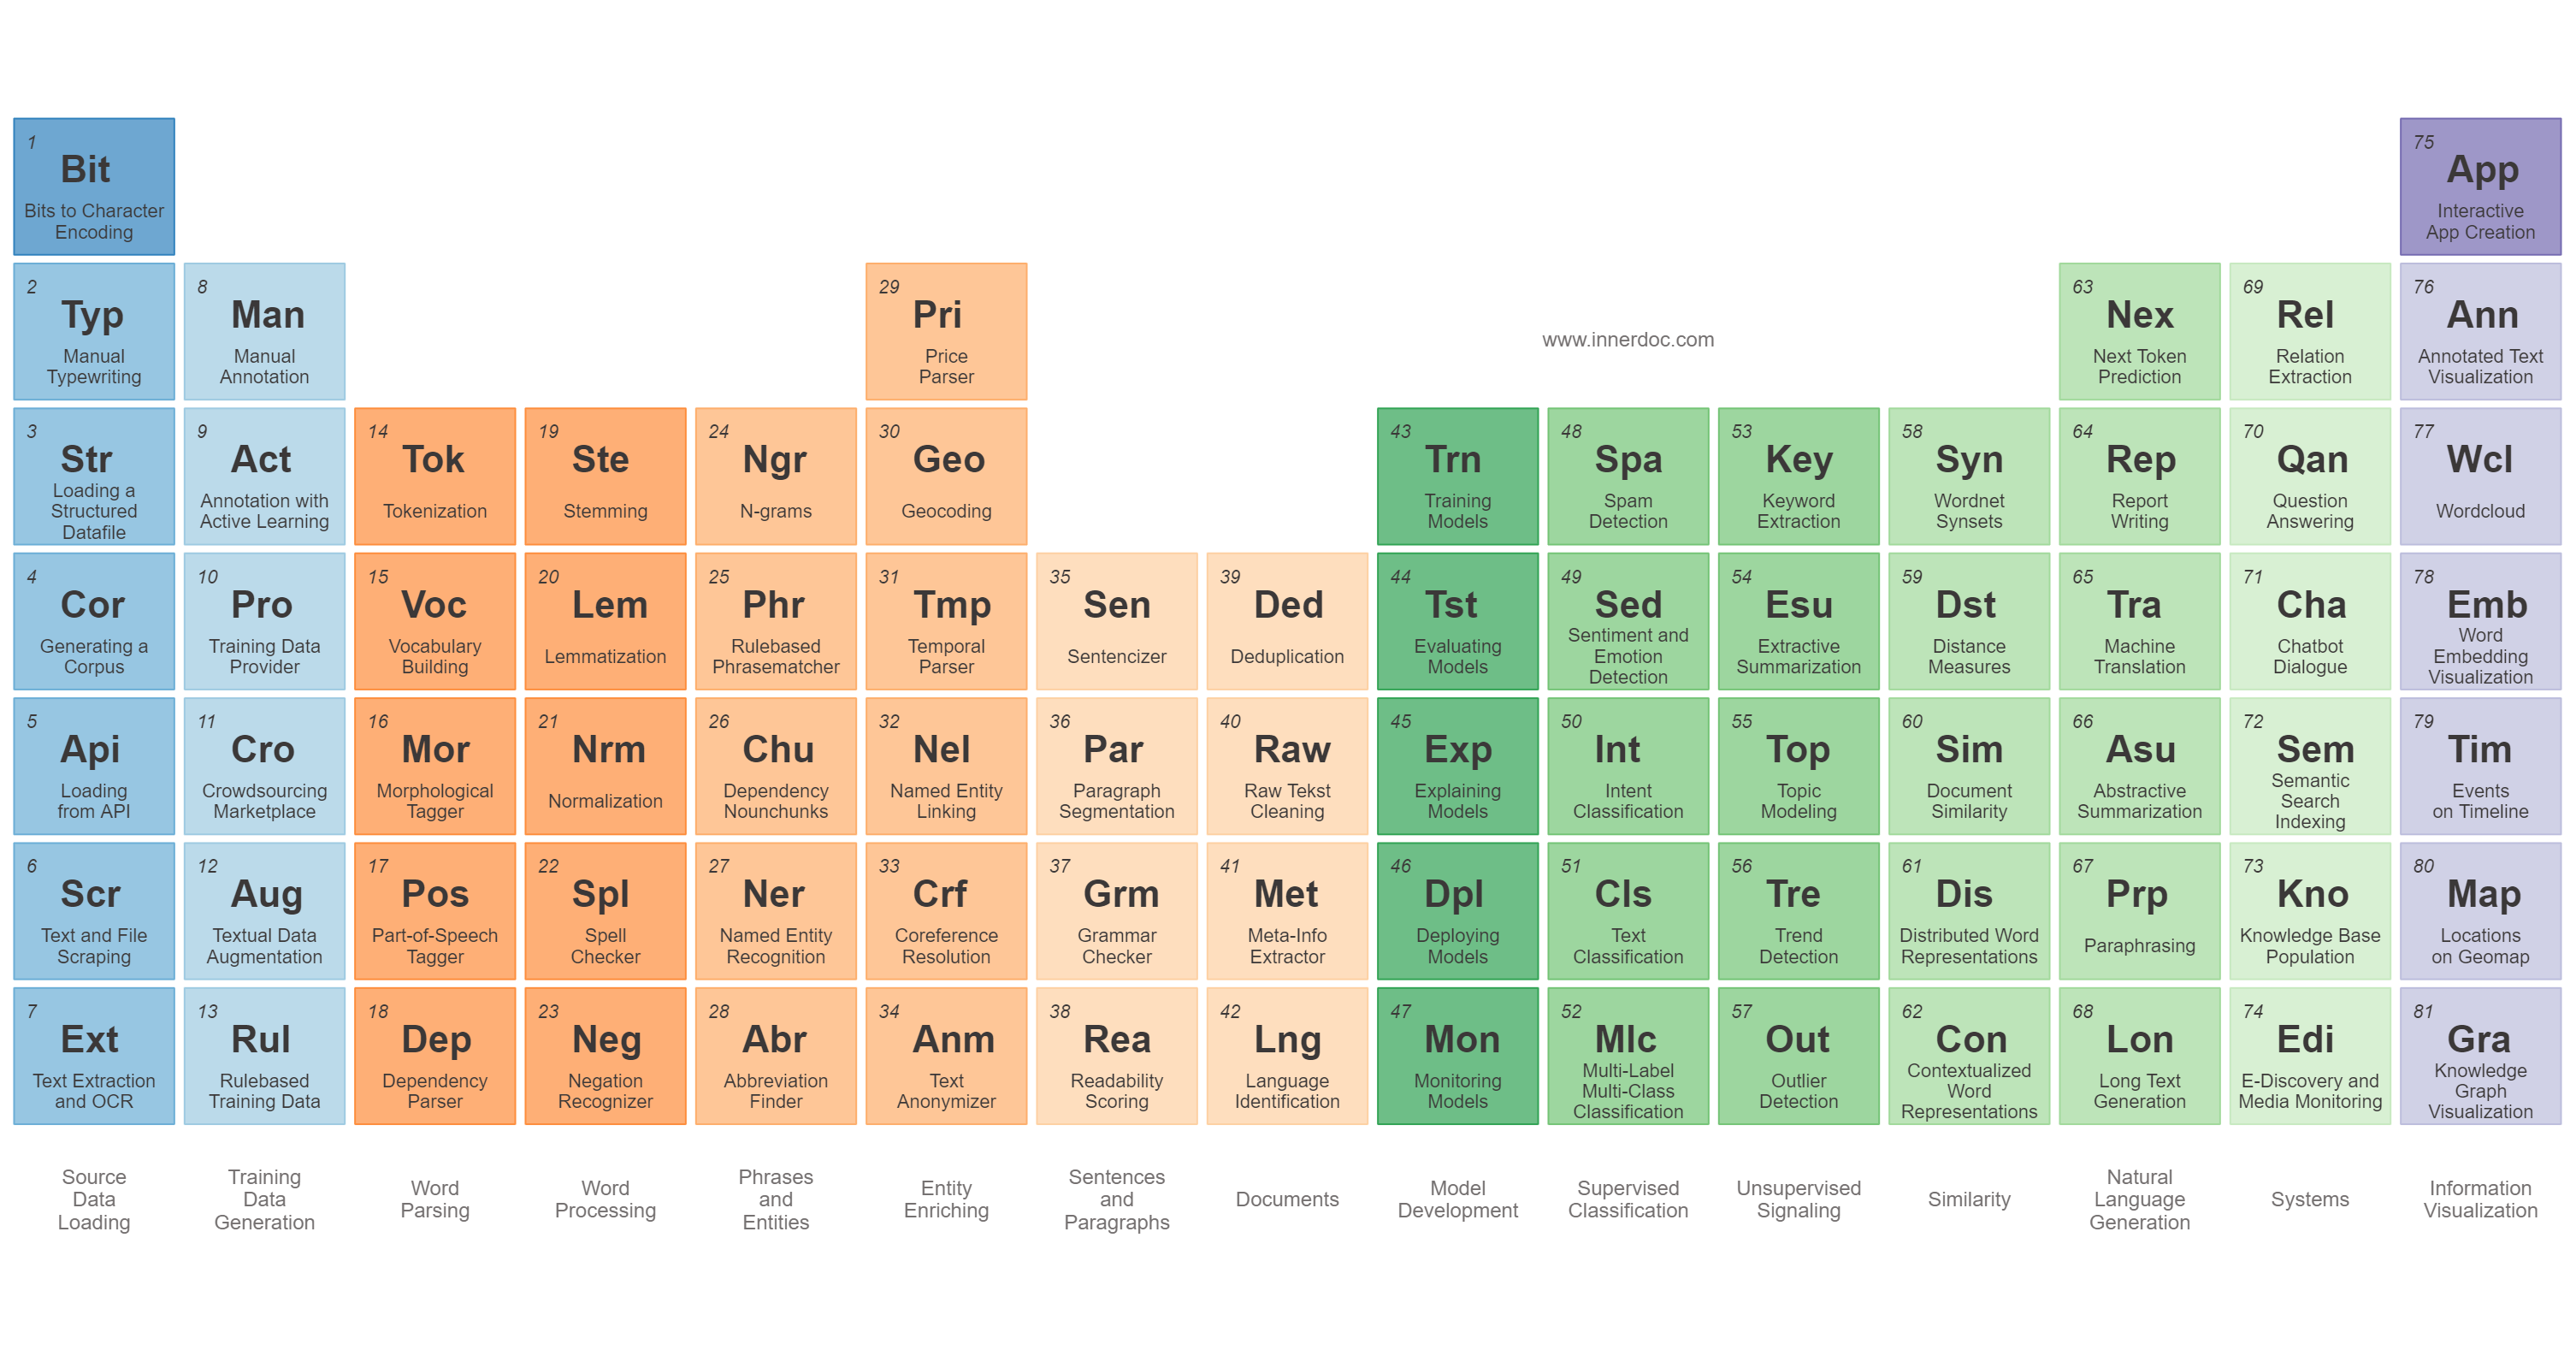 1
Bit
Bits to Character
Encoding
75
App
Interactive
App Creation
2
Typ
Manual
Typewriting
8
Man
Manual
Annotation
29
Pri
Price
Parser
www.innerdoc.com
63
Nex
Next Token
Prediction
69
Rel
Relation
Extraction
76
Ann
Annotated Text
Visualization
3
Str
Loading a
Structured
Datafile
9
Act
Annotation with
Active Learning
14
Tok
Tokenization
19
Ste
Stemming
24
Ngr
N-grams
30
Geo
Geocoding
43
Trn
Training
Models
48
Spa
Spam
Detection
53
Key
Keyword
Extraction
58
Syn
Wordnet
Synsets
64
Rep
Report
Writing
70
Qan
Question
Answering
77
Wcl
Wordcloud
4
Cor
Generating a
Corpus
10
Pro
Training Data
Provider
15
Voc
Vocabulary
Building
20
Lem
Lemmatization
25
Phr
Rulebased
Phrasematcher
31
Tmp
Temporal
Parser
35
Sen
Sentencizer
39
Ded
Deduplication
44
Tst
Evaluating
Models
49
Sed
Sentiment and
Emotion
Detection
54
Esu
Extractive
Summarization
59
Dst
Distance
Measures
65
Tra
Machine
Translation
71
Cha
Chatbot
Dialogue
78
Emb
Word
Embedding
Visualization
5
Api
Loading
from API
11
Cro
Crowdsourcing
Marketplace
16
Mor
Morphological
Tagger
21
Nrm
Normalization
26
Chu
Dependency
Nounchunks
32
Nel
Named Entity
Linking
36
Par
Paragraph
Segmentation
40
Raw
Raw Tekst
Cleaning
45
Exp
Explaining
Models
50
Int
Intent
Classification
55
Top
Topic
Modeling
60
Sim
Document
Similarity
66
Asu
Abstractive
Summarization
72
Sem
Semantic
Search
Indexing
79
Tim
Events
on Timeline
6
Scr
Text and File
Scraping
12
Aug
Textual Data
Augmentation
17
Pos
Part-of-Speech
Tagger
22
Spl
Spell
Checker
27
Ner
Named Entity
Recognition
33
Crf
Coreference
Resolution
37
Grm
Grammar
Checker
41
Met
Meta-Info
Extractor
46
Dpl
Deploying
Models
51
Cls
Text
Classification
56
Tre
Trend
Detection
61
Dis
Distributed Word
Representations
67
Prp
Paraphrasing
73
Kno
Knowledge Base
Population
80
Map
Locations
on Geomap
7
Ext
Text Extraction
and OCR
13
Rul
Rulebased
Training Data
18
Dep
Dependency
Parser
23
Neg
Negation
Recognizer
28
Abr
Abbreviation
Finder
34
Anm
Text
Anonymizer
38
Rea
Readability
Scoring
42
Lng
Language
Identification
47
Mon
Monitoring
Models
52
Mlc
Multi-Label
Multi-Class
Classification
57
Out
Outlier
Detection
62
Con
Contextualized
Word
Representations
68
Lon
Long Text
Generation
74
Edi
E-Discovery and
Media Monitoring
81
Gra
Knowledge
Graph
Visualization
Source
Data
Loading
Training
Data
Generation
Word
Parsing
Word
Processing
Phrases
and
Entities
Entity
Enriching
Sentences
and
Paragraphs
Documents
Model
Development
Supervised
Classification
Unsupervised
Signaling
Similarity
Natural
Language
Generation
Systems
Information
Visualization